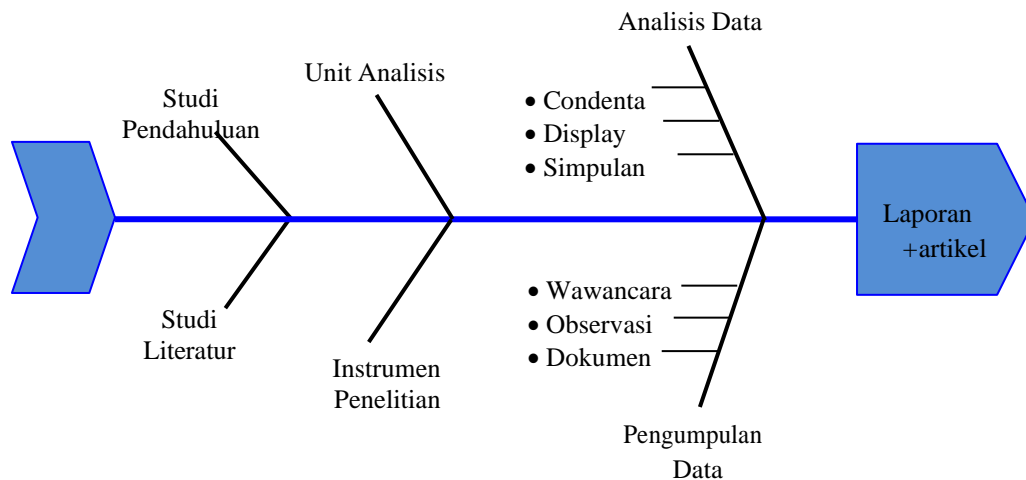 Analisis Data
Unit Analisis
Studi
Pendahuluan
• Condenta
• Display
• Simpulan
Laporan
+artikel
• Wawancara
• Observasi
• Dokumen
Studi
Literatur
Instrumen
Penelitian
Pengumpulan
Data